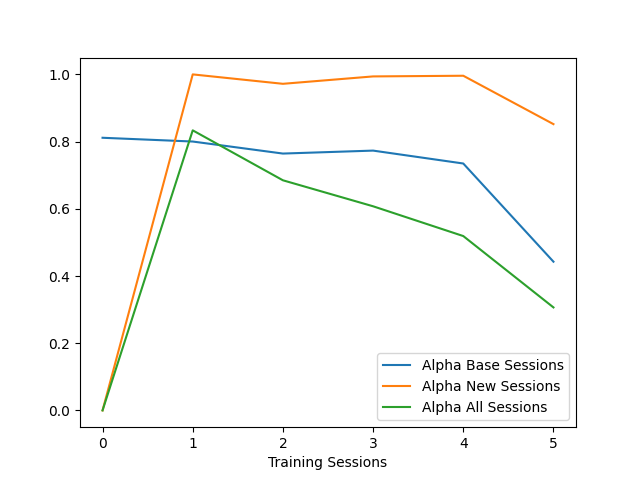 1.0
0.8
0.6
0.4
0.2
0.0
Alpha Base Sessions
Alpha New Sessions
Alpha All Sessions
0 1 2 3 4 5
Training Sessions